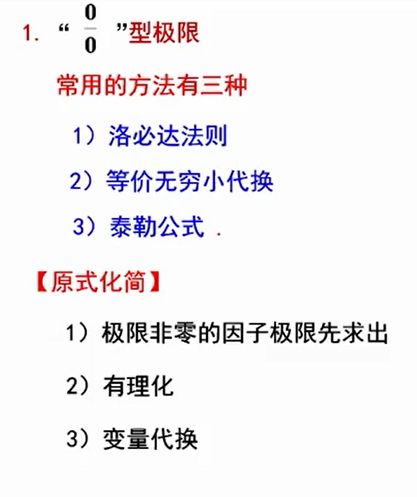 1. “ 0/0 ”型极限
常用的方法有三种
1）洛必达法则
2）等价无穷小代换
3）泰勒公式 .
【原式化简】
1）极限非零的因子极限先求出
2）有理化
3）变量代换